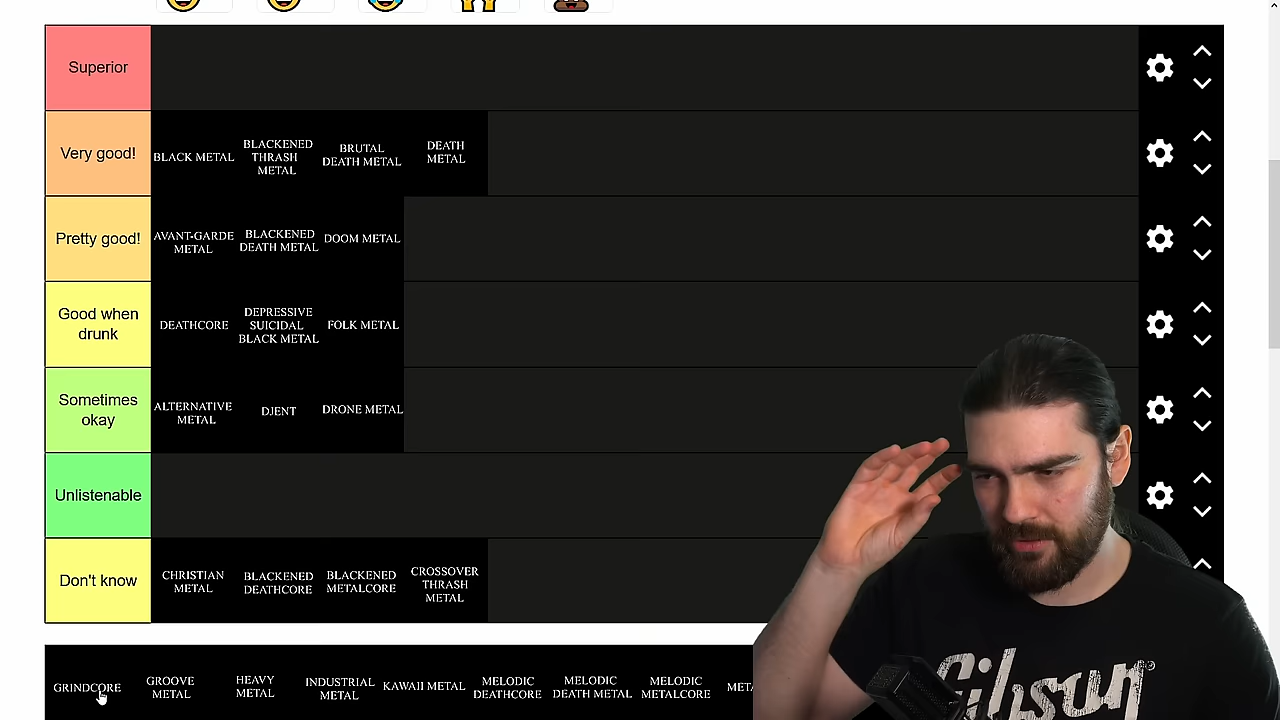 Superior
Very good!
BLACK METAL
BLACKENED
THRASH
METAL
BRUTAL
DEATH METAL
DEATH
METAL
Pretty good!
AVANT-GARDE
METAL
BLACKENED
DEATH METAL
DOOM METAL
Good when
drunk
DEATHCORE
DEPRESSIVE
SUICIDAL
BLACK METAL
FOLK METAL
Sometimes
okay
ALTERNATIVE
METAL
DJENT
DRONE METAL
Unlistenable
Don't know
CHRISTIAN
METAL
BLACKENED
DEATHCORE
BLACKENED
METALCORE
CROSSOVER
THRASH
METAL
GRINDCORE
GROOVE
METAL
HEAVY
METAL
INDUSTRIAL
METAL
KAWAII METAL
MELODIC
DEATHCORE
MELODIC
DEATH METAL
MELODIC
METALCORE
Gibson